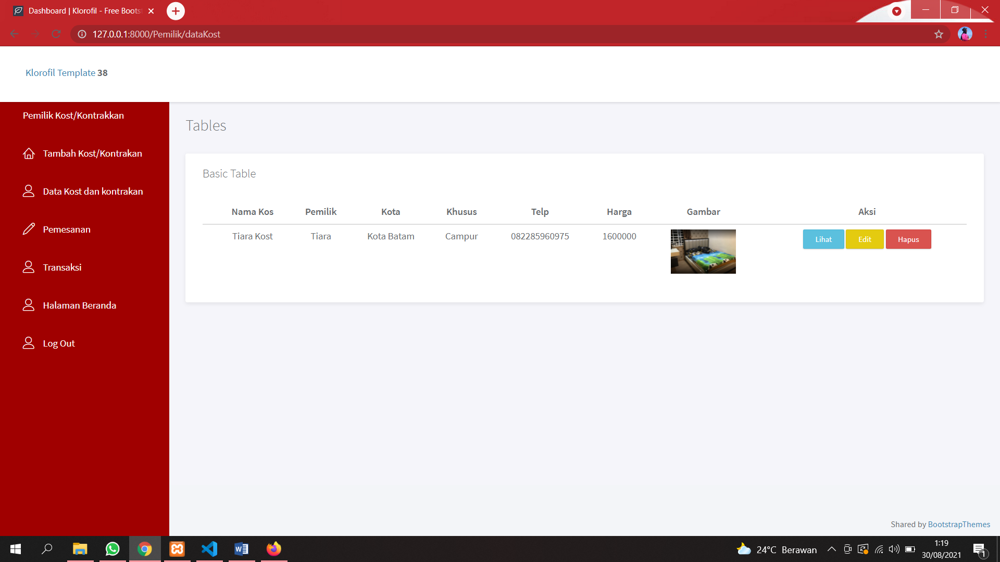 Dashboard | Klorofil - Free Boots
127.0.0.1:8000/Pemilik/dataKost
Klorofil Template 38
Pemilik Kost/Kontrakkan
Tambah Kost/Kontrakan
Data Kost dan kontrakan
Pemesanan
Transaksi
Halaman Beranda
Log Out
Tables
Basic Table
Nama Kos Pemilik Kota Khusus Telp Harga Gambar Aksi
Tiara Kost Tiara Kota Batam Campur 082285960975 1600000 Lihat Edit Hapus
Shared by BootstrapThemes
24°C Berawan
1:19
30/08/2021
1